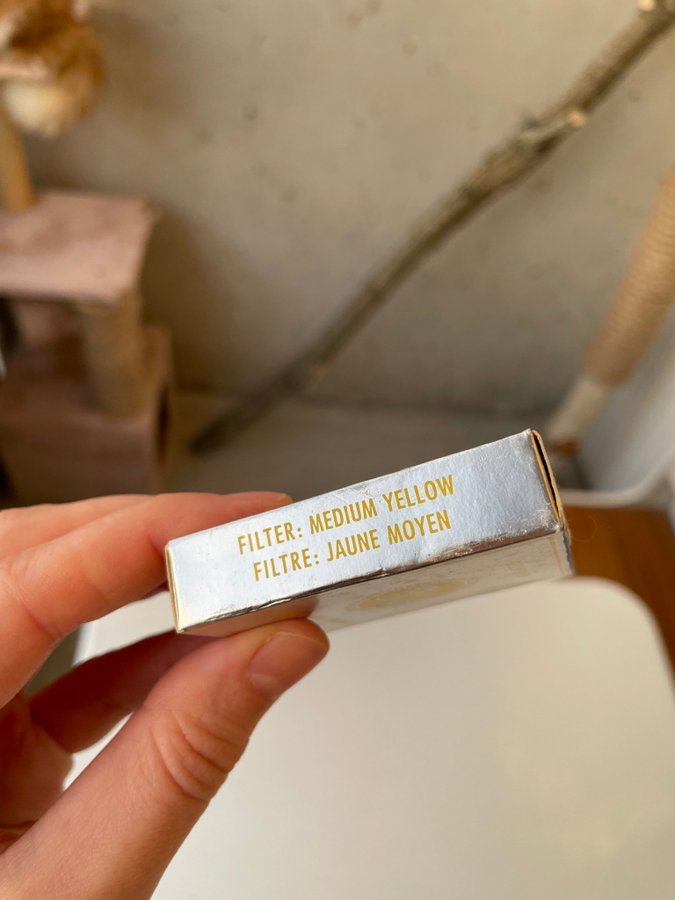 FILTER: MEDIUM YELLOW
FILTRE: JAUNE MOYEN